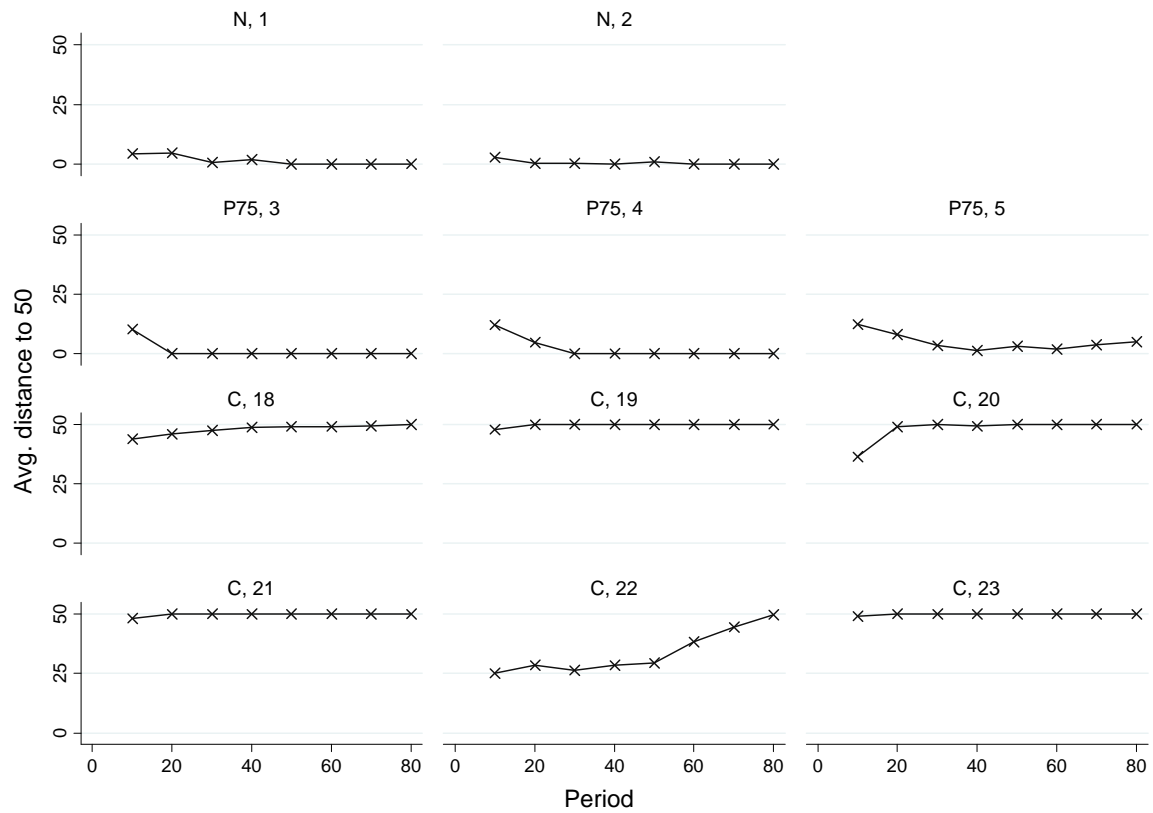 N, 1
N, 2
50
25
0
P75, 3
P75, 4
P75, 5
50
25
0
C, 18
C, 19
C, 20
50
25
0
C, 21
C, 22
C, 23
50
25
0
0 20 40 60 80
0 20 40 60 80
0 20 40 60 80
Avg. distance to 50
Period